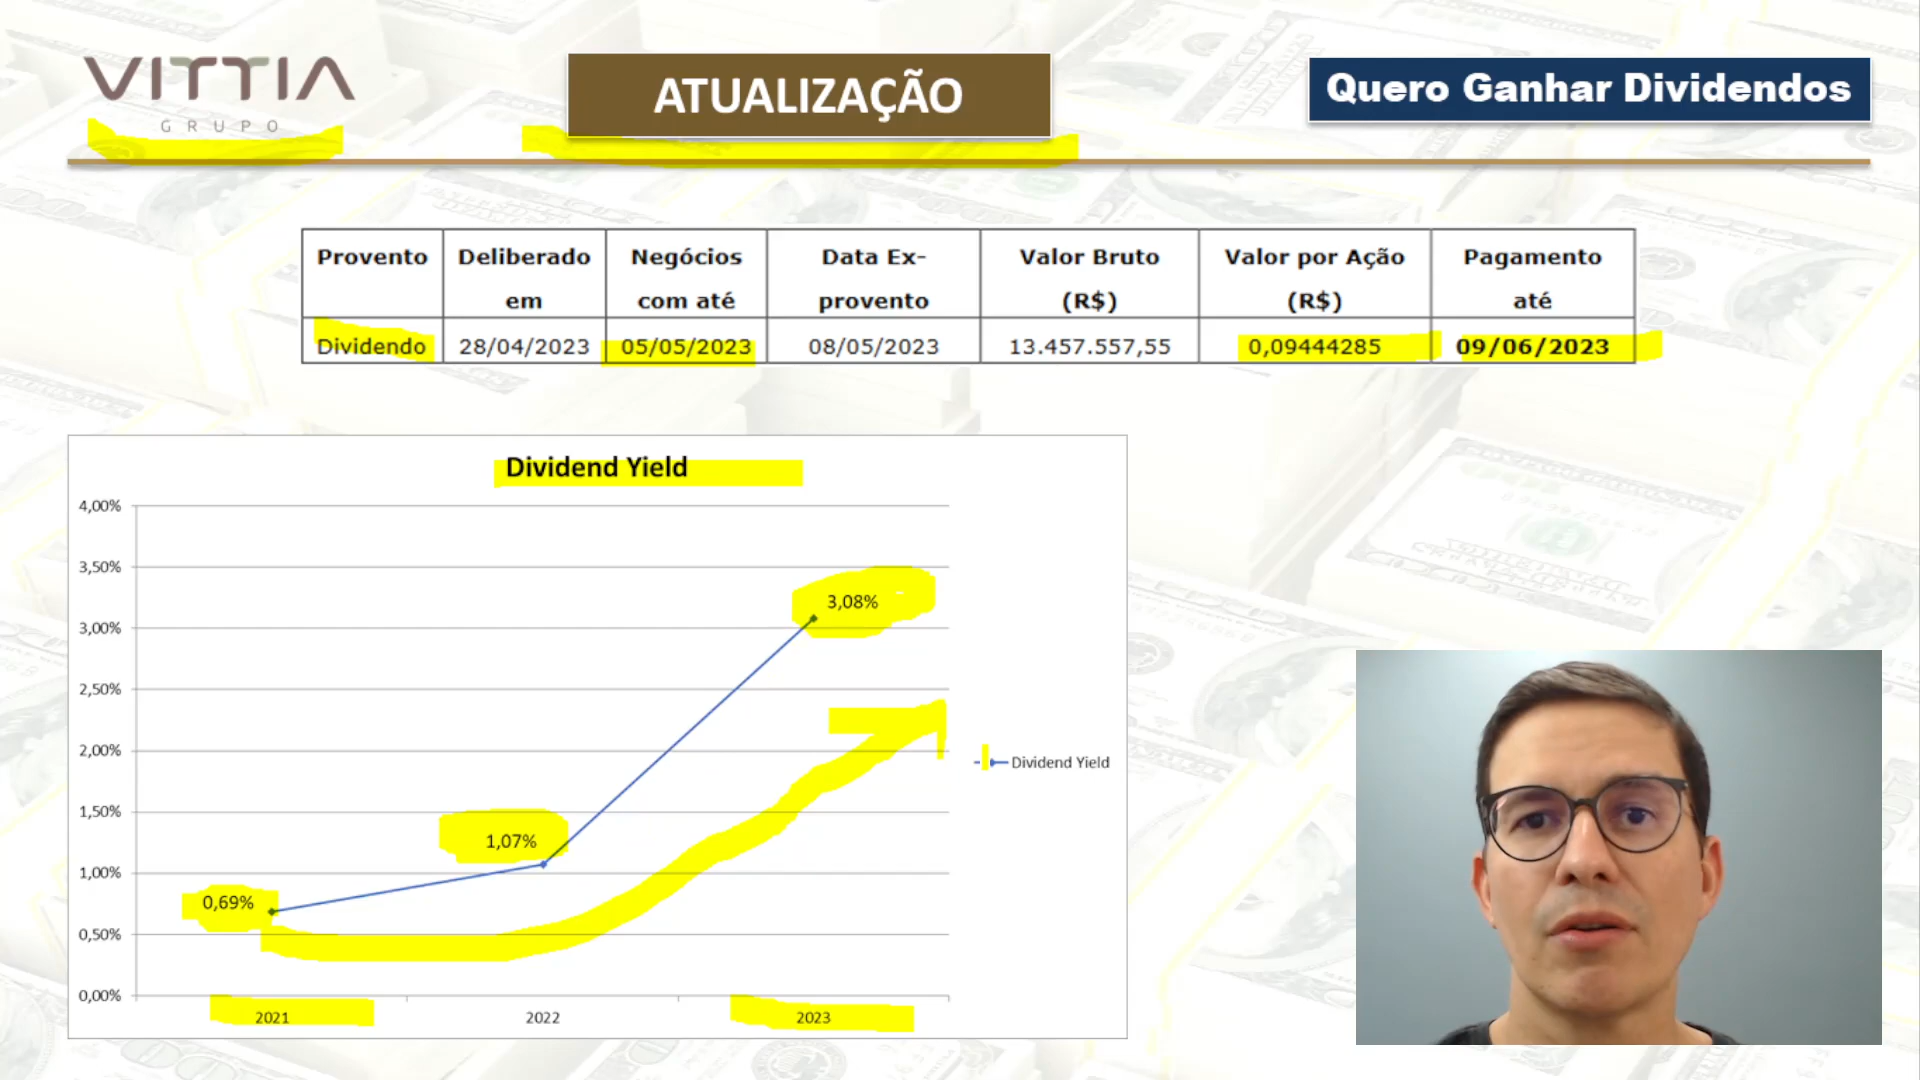 VITTIA
GRUPO
ATUALIZAÇÃO
Quero Ganhar Dividendos
Provento Deliberado em Negócios com até Data Ex-provento Valor Bruto (R$) Valor por Ação (R$) Pagamento até
Dividendo 28/04/2023 05/05/2023 08/05/2023 13.457.557,55 0,09444285 09/06/2023
Dividend Yield
4,00%
3,50%
3,00%
2,50%
2,00%
1,50%
1,00%
0,50%
0,00%
0,69%
1,07%
3,08%
2021 2022 2023
Dividend Yield